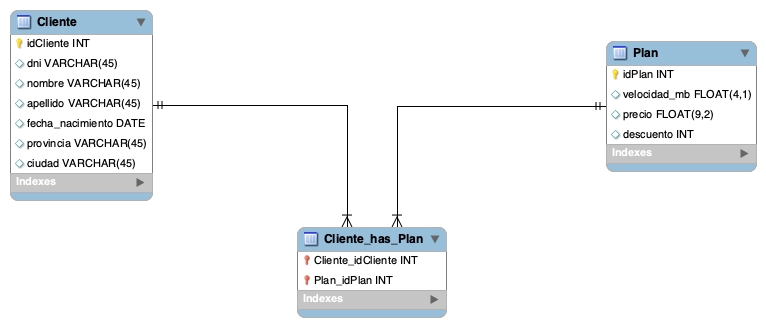 Cliente
idCliente INT
dni VARCHAR(45)
nombre VARCHAR(45)
apellido VARCHAR(45)
fecha_nacimiento DATE
provincia VARCHAR(45)
ciudad VARCHAR(45)
Indexes
Plan
idPlan INT
velocidad_mb FLOAT(4,1)
precio FLOAT(9,2)
descuento INT
Indexes
Cliente_has_Plan
Cliente_idCliente INT
Plan_idPlan INT
Indexes